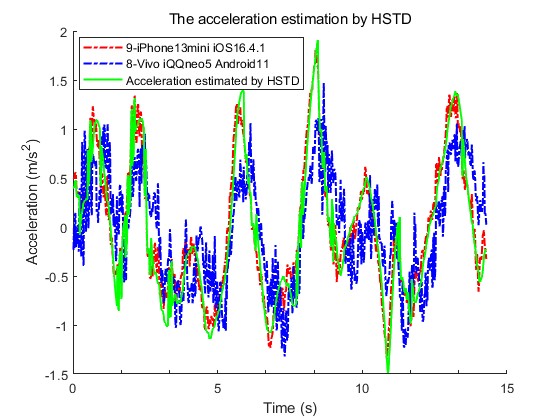 The acceleration estimation by HSTD
9-iPhone13mini iOS16.4.1
8-Vivo iQQneo5 Android11
Acceleration estimated by HSTD
Acceleration (m/s²)
2
1.5
1
0.5
0
-0.5
-1
-1.5
0 5 10 15
Time (s)